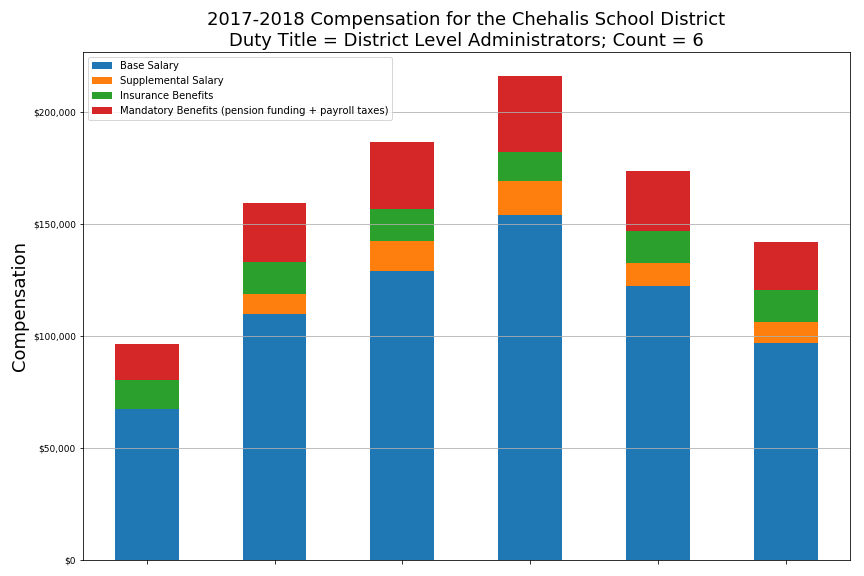 2017-2018 Compensation for the Chehalis School District
Duty Title = District Level Administrators; Count = 6
Base Salary
Supplemental Salary
Insurance Benefits
Mandatory Benefits (pension funding + payroll taxes)
$200,000
$150,000
$100,000
$50,000
$0
Compensation